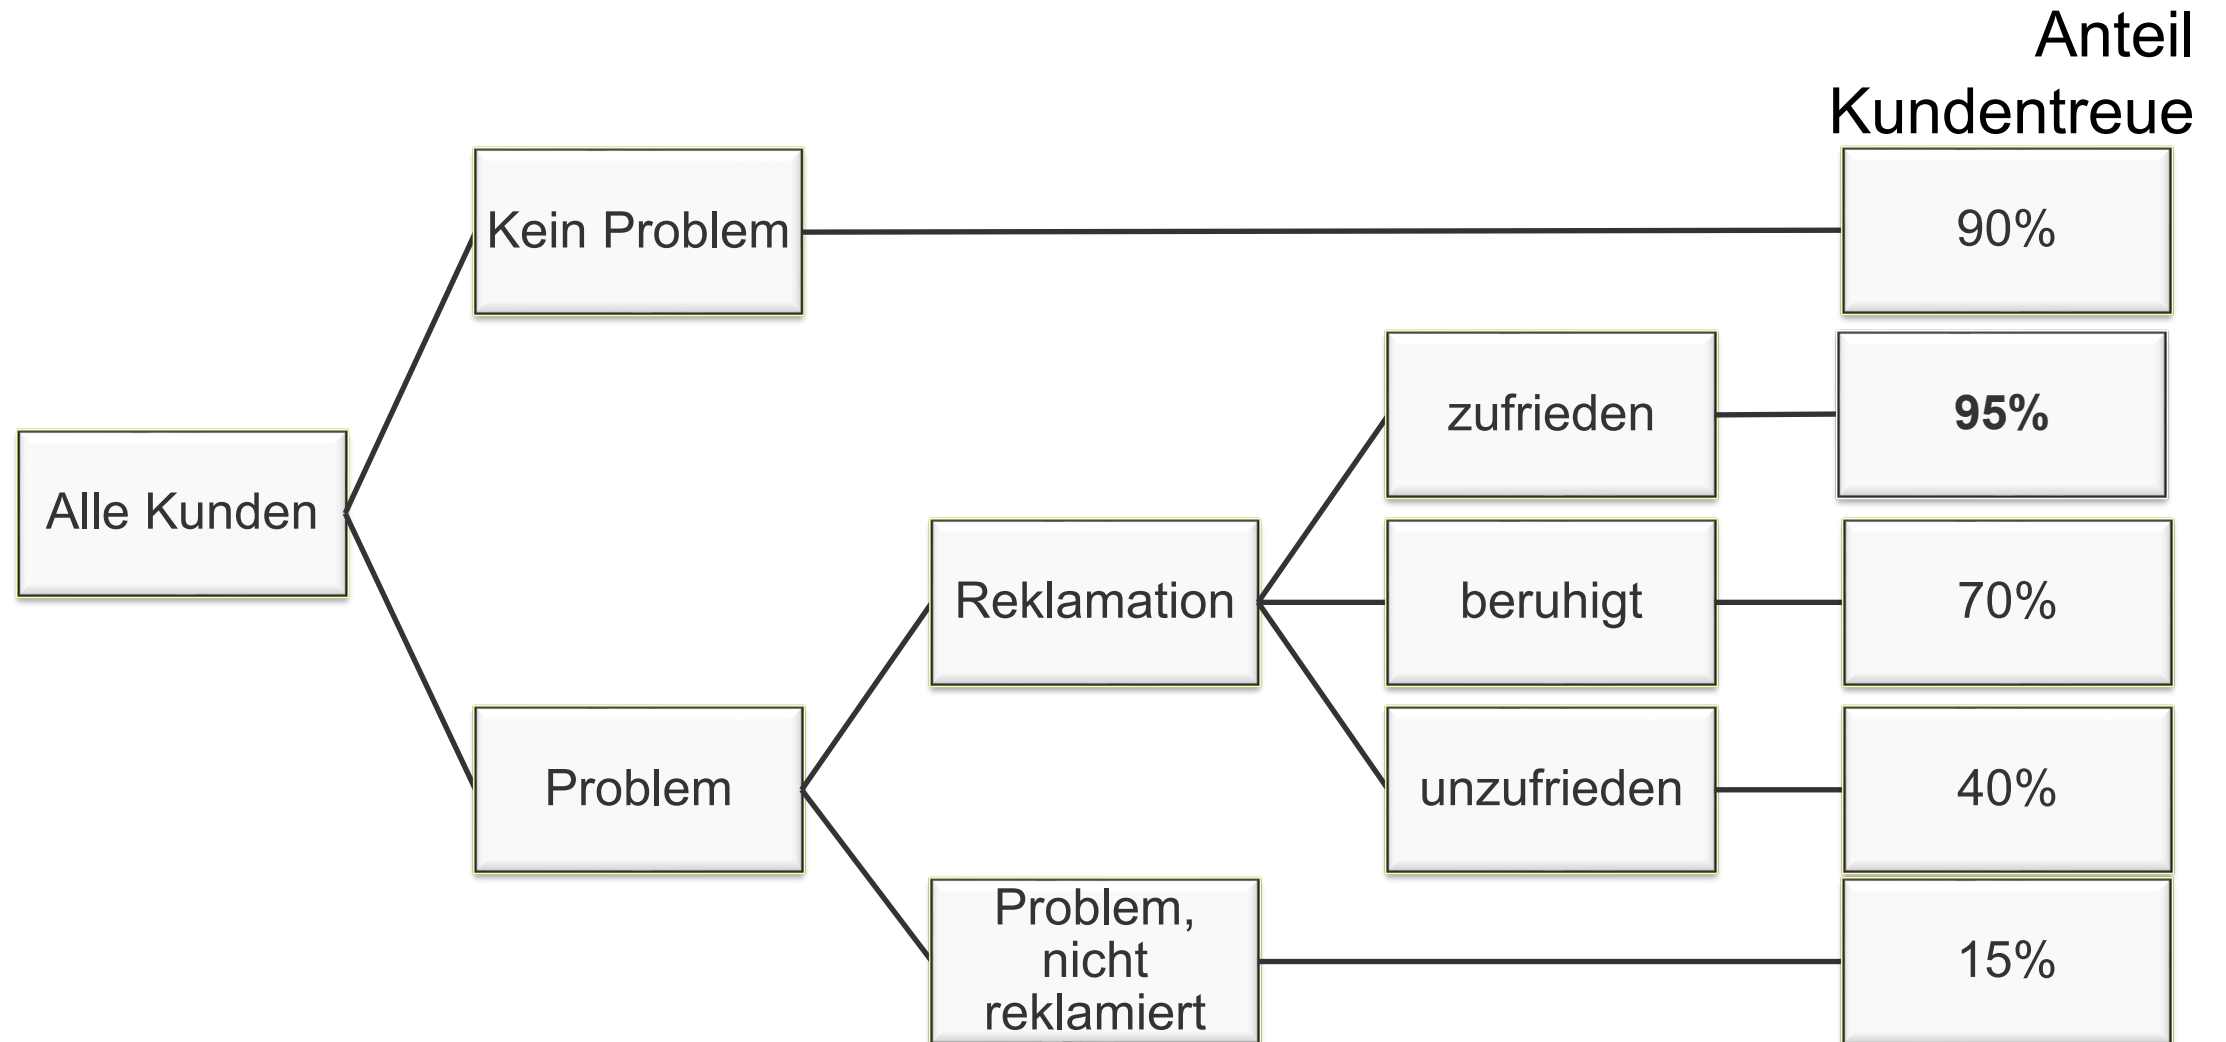 Anteil
Kundentreue
Kein Problem
90%
zufrieden
95%
Alle Kunden
Reklamation
beruhigt
70%
Problem
unzufrieden
40%
Problem,
nicht
reklamiert
15%